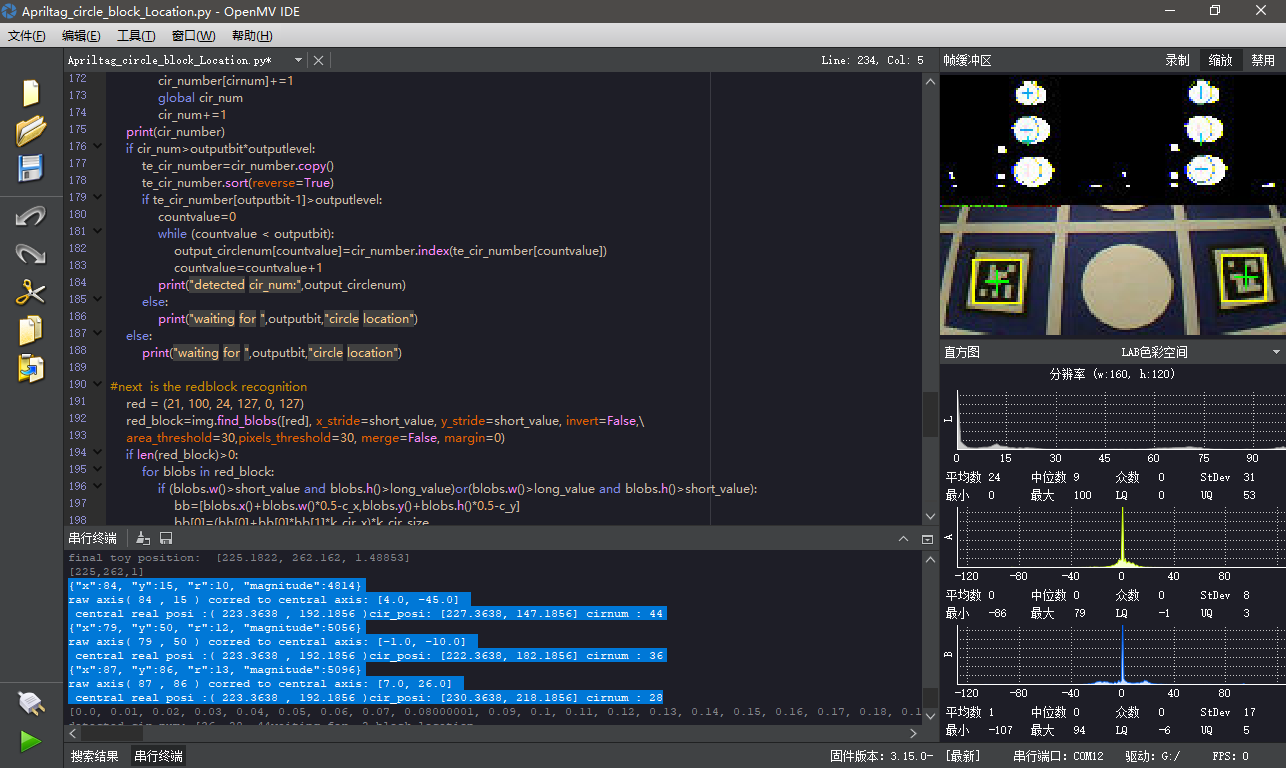 Apriltag_circle_block_Location.py - OpenMV IDE
文件(F) 编辑(E) 工具(T) 窗口(W) 帮助(H)
Apriltag_circle_block_Location.py* Line: 234, Col: 5
172 cir_number[cirnum]+=1
173 global cir_num
174 cir_num+=1
175 print(cir_number)
176 if cir_num>outputbit*outputlevel:
177 te_cir_number=cir_number.copy()
178 te_cir_number.sort(reverse=True)
179 if te_cir_number[outputbit-1]>outputlevel:
180 countvalue=0
181 while (countvalue < outputbit):
182 output_circlenum[countvalue]=cir_number.index(te_cir_number[countvalue])
183 countvalue=countvalue+1
184 print("detected cir_num:",output_circlenum)
185 else:
186 print("waiting for ",outputbit,"circle location")
187 else:
188 print("waiting for ",outputbit,"circle location")
189
190 #next is the redblock recognition
191 red = (21, 100, 24, 127, 0, 127)
192 red_block=img.find_blobs([red], x_stride=short_value, y_stride=short_value, invert=False,\
193 area_threshold=30,pixels_threshold=30, merge=False, margin=0)
194 if len(red_block)>0:
195 for blobs in red_block:
196 if (blobs.w()>short_value and blobs.h()>long_value)or(blobs.w()>long_value and blobs.h()>short_value):
197 bb=[blobs.x()+blobs.w()*0.5-c_x,blobs.y()+blobs.h()*0.5-c_y]
198 bb[0]=(bb[0]+bb[0]*bb[1]*k_cir_x)*k_cir_size
串行终端
final toy position: [225.1822, 262.162, 1.48853]
[225,262,1]
{"x":84, "y":15, "r":10, "magnitude":4814}
raw axis( 84 , 15 ) corred to central axis: [4.0, -45.0]
central real posi :( 223.3638 , 192.1856 )cir_posi: [227.3638, 147.1856] cirnum : 44
{"x":79, "y":50, "r":12, "magnitude":5056}
raw axis( 79 , 50 ) corred to central axis: [-1.0, -10.0]
central real posi :( 223.3638 , 192.1856 )cir_posi: [222.3638, 182.1856] cirnum : 36
{"x":87, "y":86, "r":13, "magnitude":5096}
raw axis( 87 , 86 ) corred to central axis: [7.0, 26.0]
central real posi :( 223.3638 , 192.1856 )cir_posi: [230.3638, 218.1856] cirnum : 28
[0.0, 0.01, 0.02, 0.03, 0.04, 0.05, 0.06, 0.07, 0.08000001, 0.09, 0.1, 0.11, 0.12, 0.13, 0.14, 0.15, 0.16, 0.17, 0.18, 0.1
搜索结果 串行终端
帧缓冲区 录制 缩放 禁用
直方图 LAB色彩空间
分辨率 (w:160, h:120)
L
0 15 30 45 60 75 90
平均数 24 中位数 9 众数 0 StDev 31
最小 0 最大 100 LQ 0 UQ 53
A
-120 -80 -40 0 40 80
平均数 0 中位数 0 众数 0 StDev 8
最小 -86 最大 79 LQ -1 UQ 3
B
-120 -80 -40 0 40 80
平均数 1 中位数 0 众数 0 StDev 17
最小 -107 最大 94 LQ -6 UQ 5
固件版本: 3.15.0- [最新] 串行端口: COM12 驱动: G:/ FPS: 0